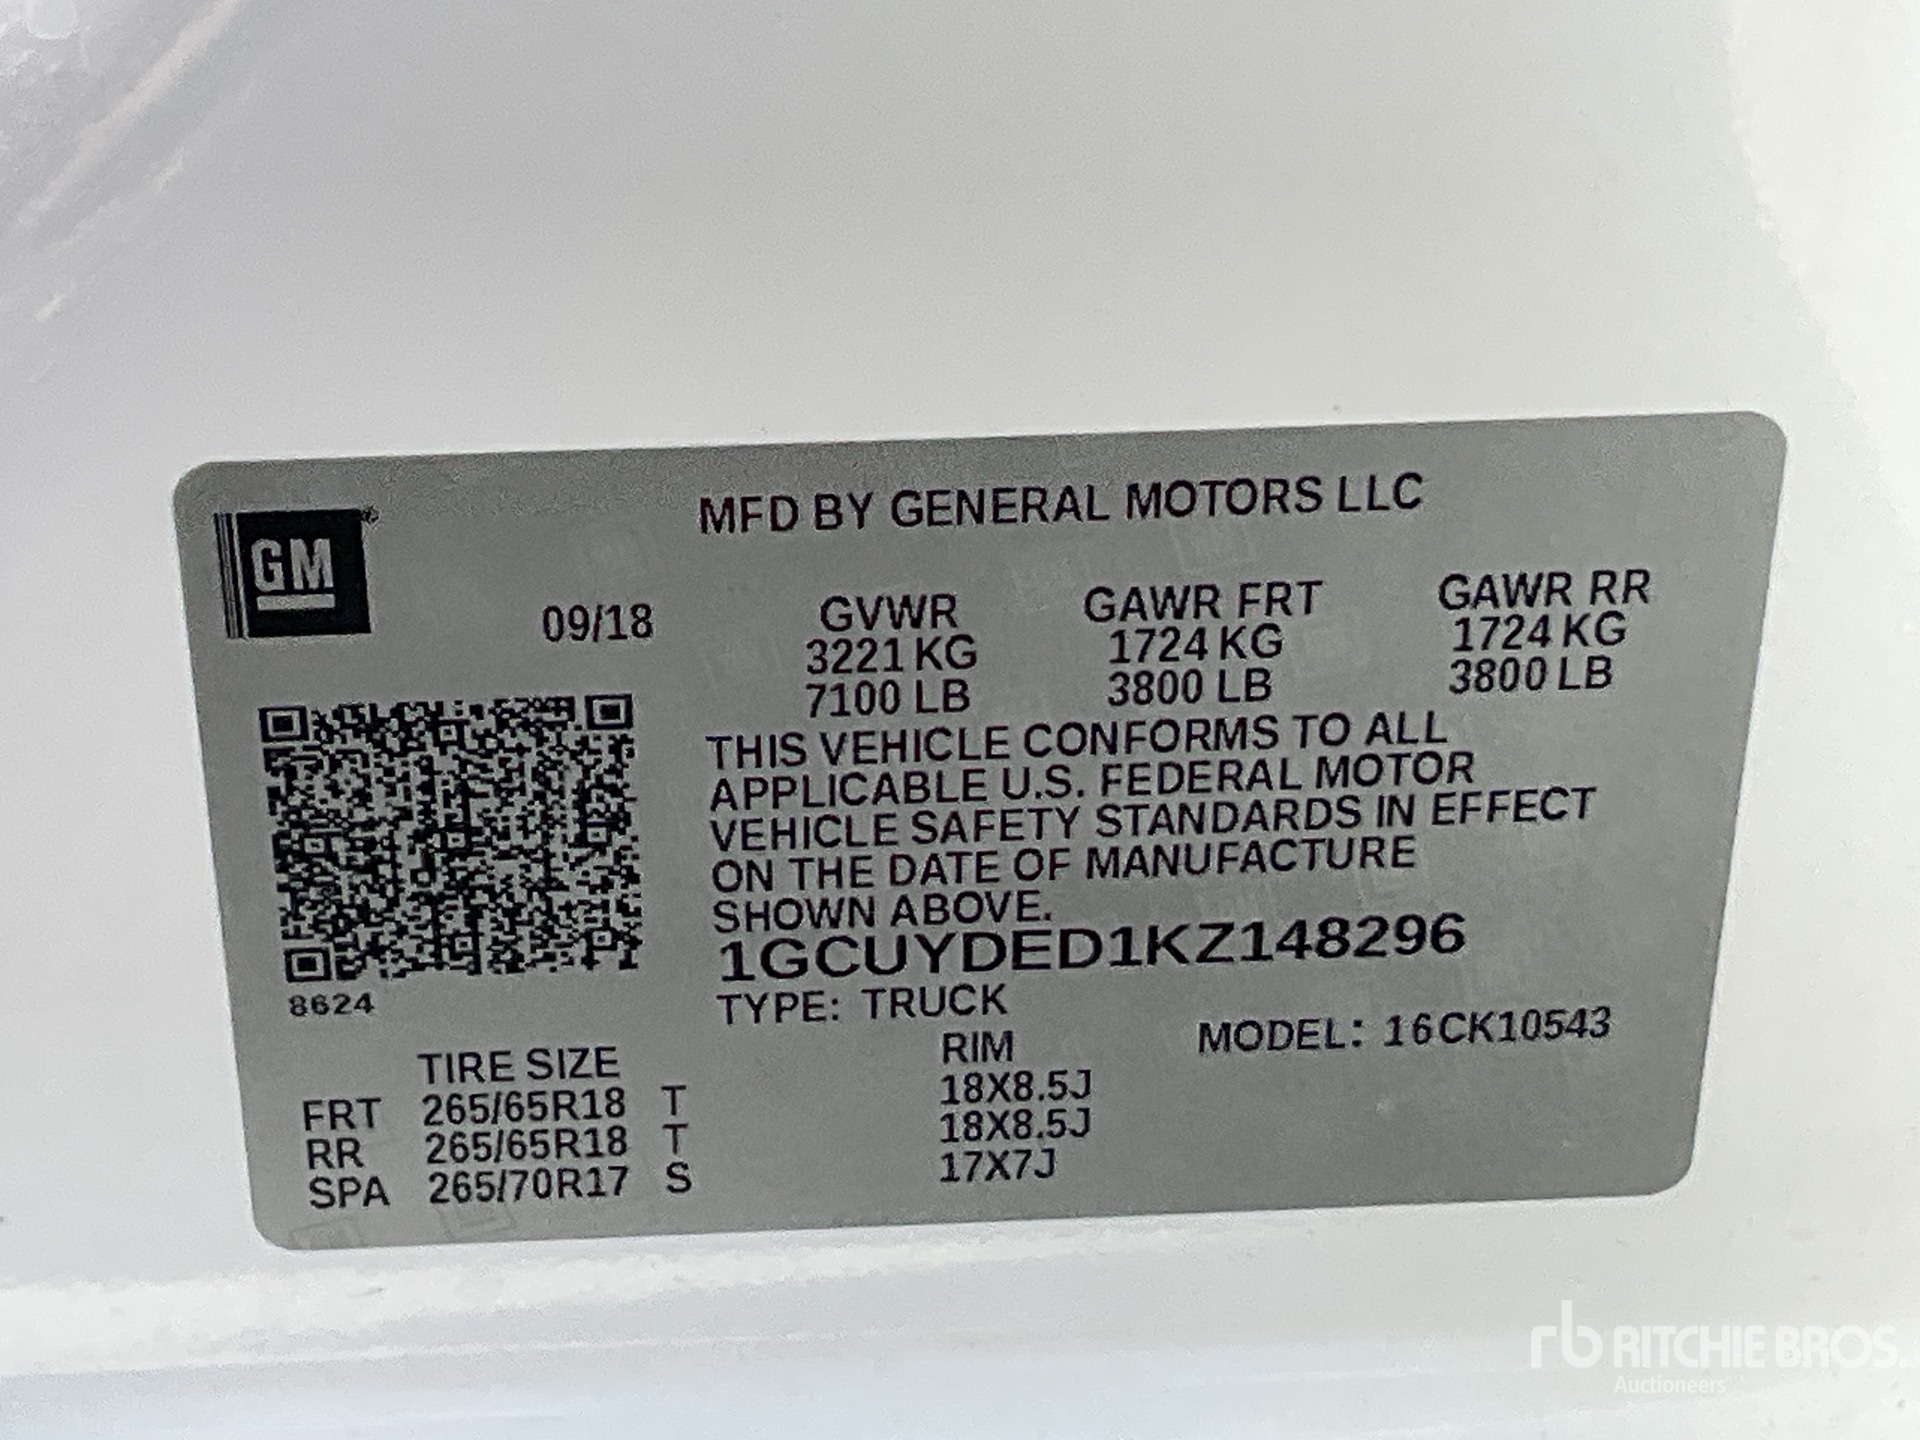 MFD BY GENERAL MOTORS LLC
GM
09/18
GVWR GAWR FRT GAWR RR
3221 KG 1724 KG 1724 KG
7100 LB 3800 LB 3800 LB
THIS VEHICLE CONFORMS TO ALL
APPLICABLE U.S. FEDERAL MOTOR
VEHICLE SAFETY STANDARDS IN EFFECT
ON THE DATE OF MANUFACTURE
SHOWN ABOVE.
1GCUYDED1KZ148296
8624
TYPE: TRUCK MODEL: 16CK10543
TIRE SIZE RIM
FRT 265/65R18 T 18X8.5J
RR 265/65R18 T 18X8.5J
SPA 265/70R17 S 17X7J
rb RITCHIE BROS.
Auctioneers